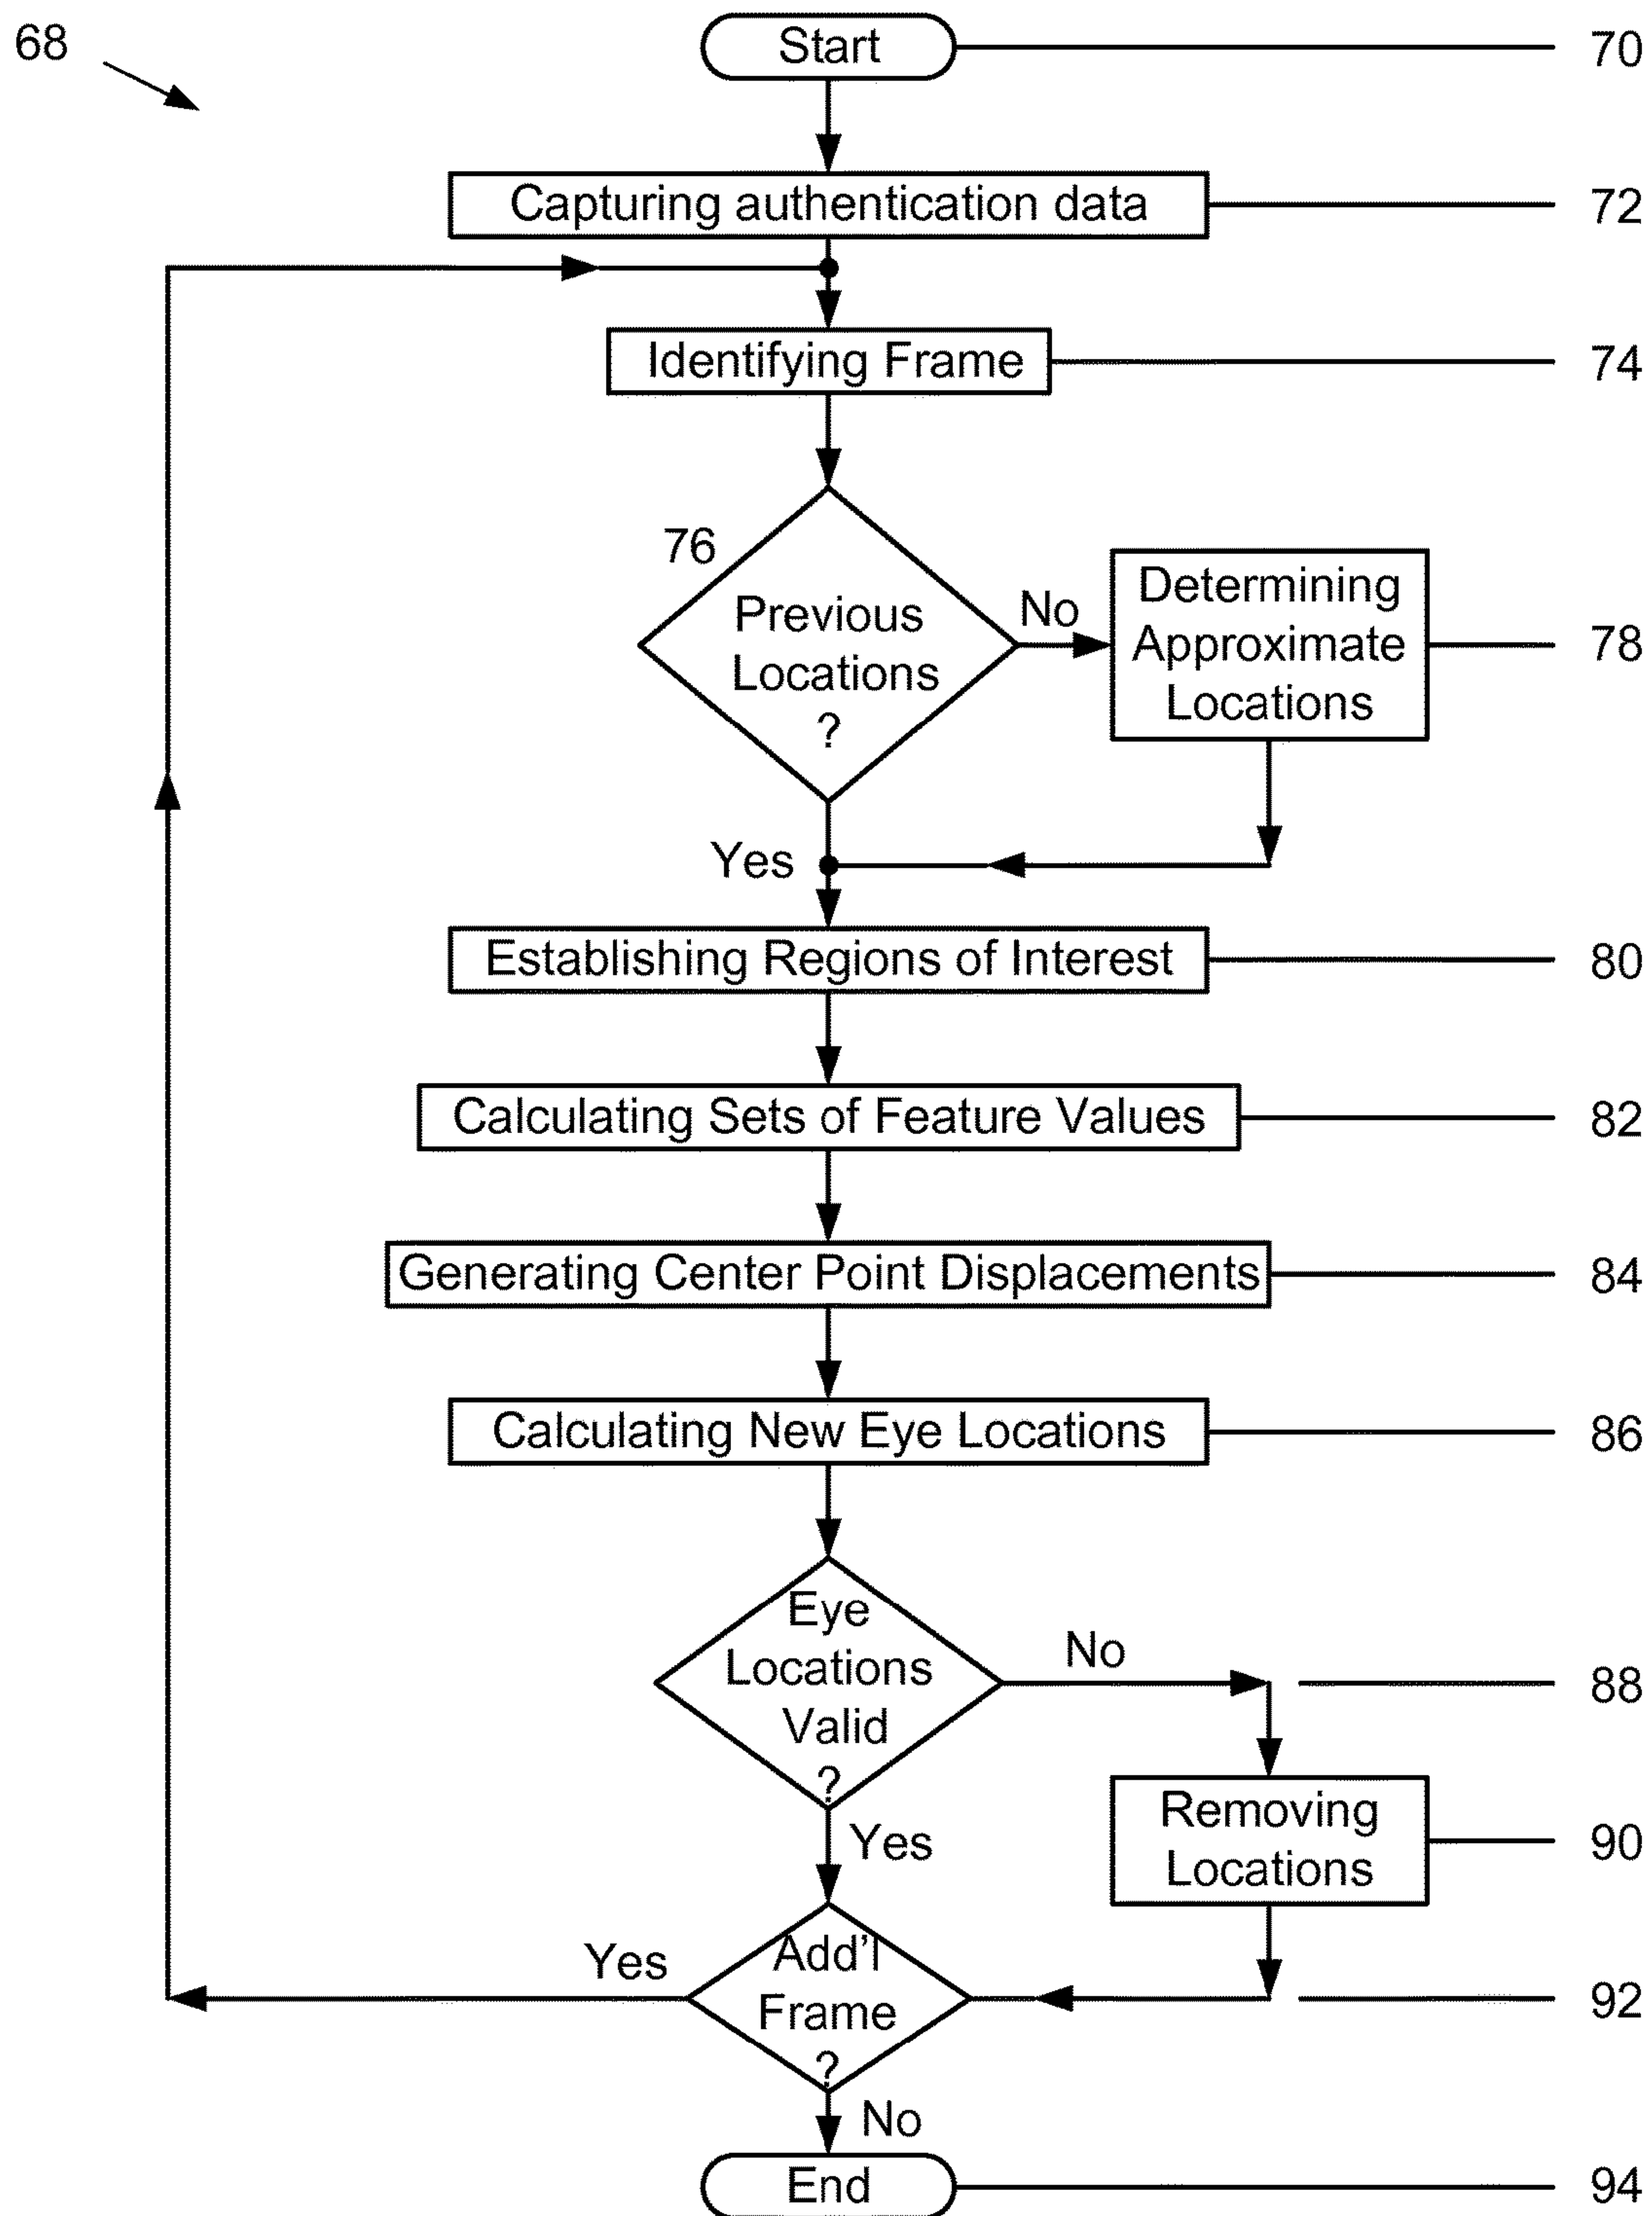 68
Start
70
Capturing authentication data
72
Identifying Frame
74
76
Previous
Locations
?
No
Determining
Approximate
Locations
78
Yes
Establishing Regions of Interest
80
Calculating Sets of Feature Values
82
Generating Center Point Displacements
84
Calculating New Eye Locations
86
Eye
Locations
Valid
?
No
88
Yes
Removing
Locations
90
Add'l
Frame
?
Yes
92
No
End
94